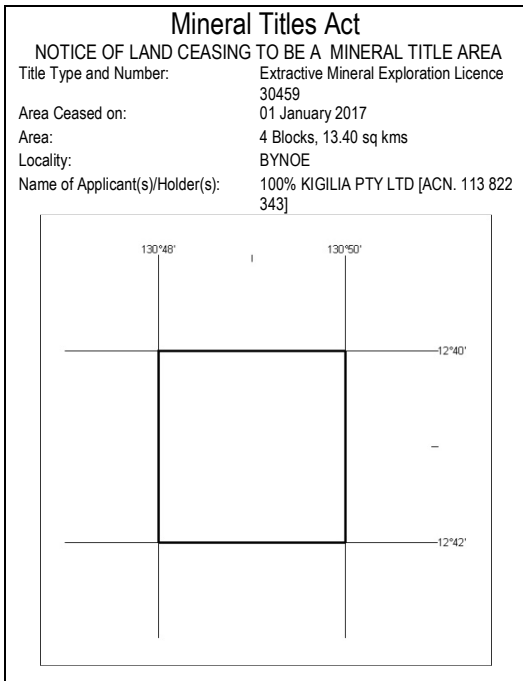 Mineral Titles Act
NOTICE OF LAND CEASING TO BE A MINERAL TITLE AREA
Title Type and Number: Extractive Mineral Exploration Licence
30459
Area Ceased on: 01 January 2017
Area: 4 Blocks, 13.40 sq kms
Locality: BYNOE
Name of Applicant(s)/Holder(s): 100% KIGILIA PTY LTD [ACN. 113 822
343]
130°48' 130°50'
12°40'
12°42'